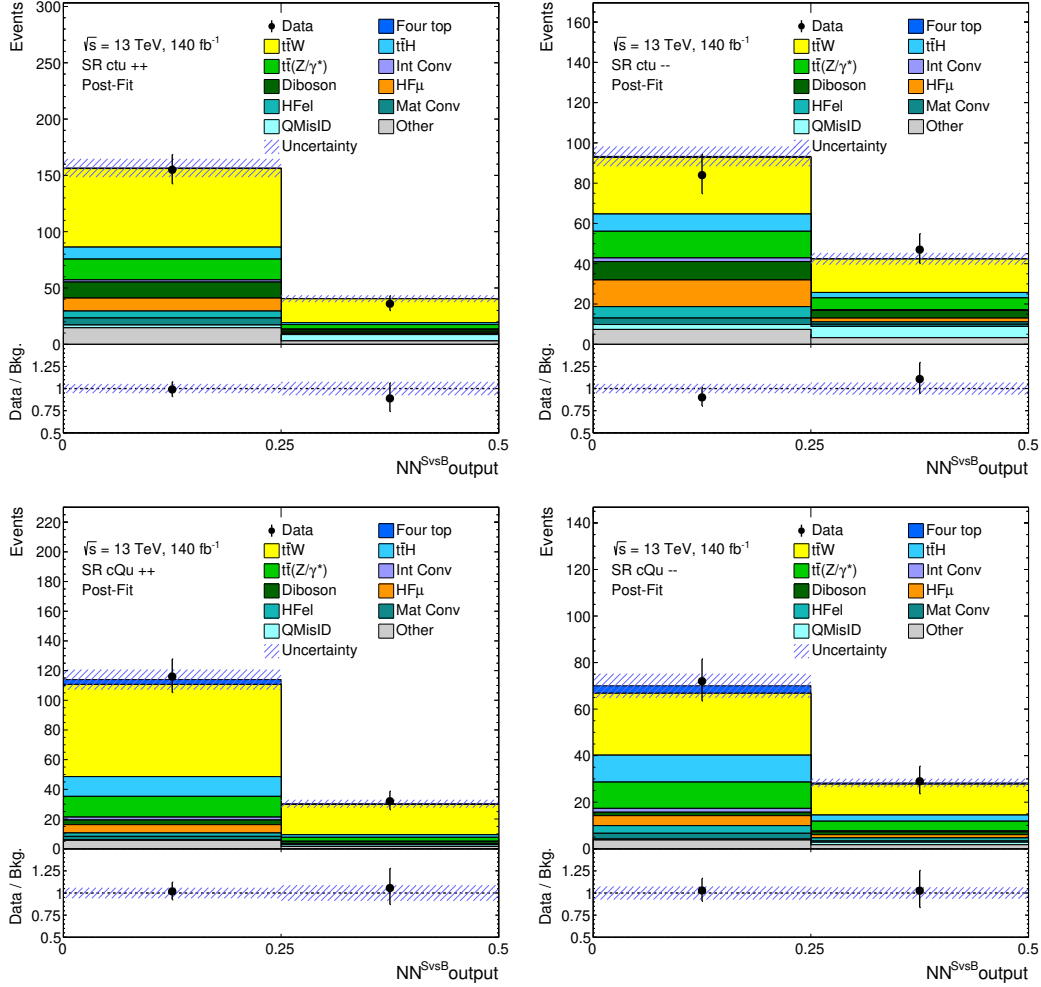 Events
300
250
200
150
100
50
0
√s = 13 TeV, 140 fb⁻¹
SR ctu ++
Post-Fit
Data
Four top
tt̄W
tt̄H
tt̄(Z/γ*)
Int Conv
Diboson
HFμ
HFel
Mat Conv
QMisID
Other
Uncertainty
Data / Bkg.
1.25
1
0.75
0.5
0
0.25
0.5
NN^SvsB output
Events
160
140
120
100
80
60
40
20
0
√s = 13 TeV, 140 fb⁻¹
SR ctu --
Post-Fit
Data
Four top
tt̄W
tt̄H
tt̄(Z/γ*)
Int Conv
Diboson
HFμ
HFel
Mat Conv
QMisID
Other
Uncertainty
Data / Bkg.
1.25
1
0.75
0.5
0
0.25
0.5
NN^SvsB output
Events
220
200
180
160
140
120
100
80
60
40
20
0
√s = 13 TeV, 140 fb⁻¹
SR cQu ++
Post-Fit
Data
Four top
tt̄W
tt̄H
tt̄(Z/γ*)
Int Conv
Diboson
HFμ
HFel
Mat Conv
QMisID
Other
Uncertainty
Data / Bkg.
1.25
1
0.75
0.5
0
0.25
0.5
NN^SvsB output
Events
140
120
100
80
60
40
20
0
√s = 13 TeV, 140 fb⁻¹
SR cQu --
Post-Fit
Data
Four top
tt̄W
tt̄H
tt̄(Z/γ*)
Int Conv
Diboson
HFμ
HFel
Mat Conv
QMisID
Other
Uncertainty
Data / Bkg.
1.25
1
0.75
0.5
0
0.25
0.5
NN^SvsB output